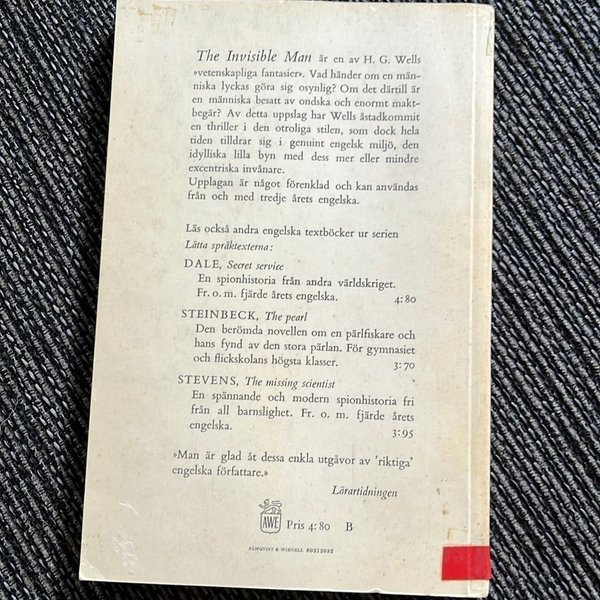 The Invisible Man är en av H. G. Wells
»vetenskapliga fantasier». Vad händer om en män-
niska lyckas göra sig osynlig? Om det därtill är
en människa besatt av ondska och enormt makt-
begär? Av detta uppslag har Wells åstadkommit
en thriller i den otroliga stilen, som dock hela
tiden tilldrar sig i genuint engelsk miljö, den
idylliska lilla byn med dess mer eller mindre
excentriska invånare.
Upplagan är något förenklad och kan användas
från och med tredje årets engelska.
Läs också andra engelska textböcker ur serien
Lätta språktexterna:
DALE, Secret service
En spionhistoria från andra världskriget.
Fr. o. m. fjärde årets engelska. 4:80
STEINBECK, The pearl
Den berömda novellen om en pärlfiskare och
hans fynd av den stora pärlan. För gymnasiet
och flickskolans högsta klasser. 3:70
STEVENS, The missing scientist
En spännande och modern spionhistoria fri
från all barnslighet. Fr. o. m. fjärde årets
engelska. 3:95
»Man är glad åt dessa enkla utgåvor av 'riktiga'
engelska författare.»
Lärartidningen
AWE Pris 4:80 B
ALMQVIST & WIKSELL 60212092